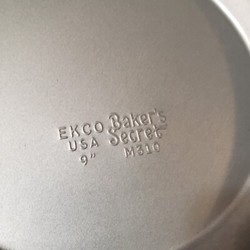 EKCO Baker's
USA Secret
9" M310